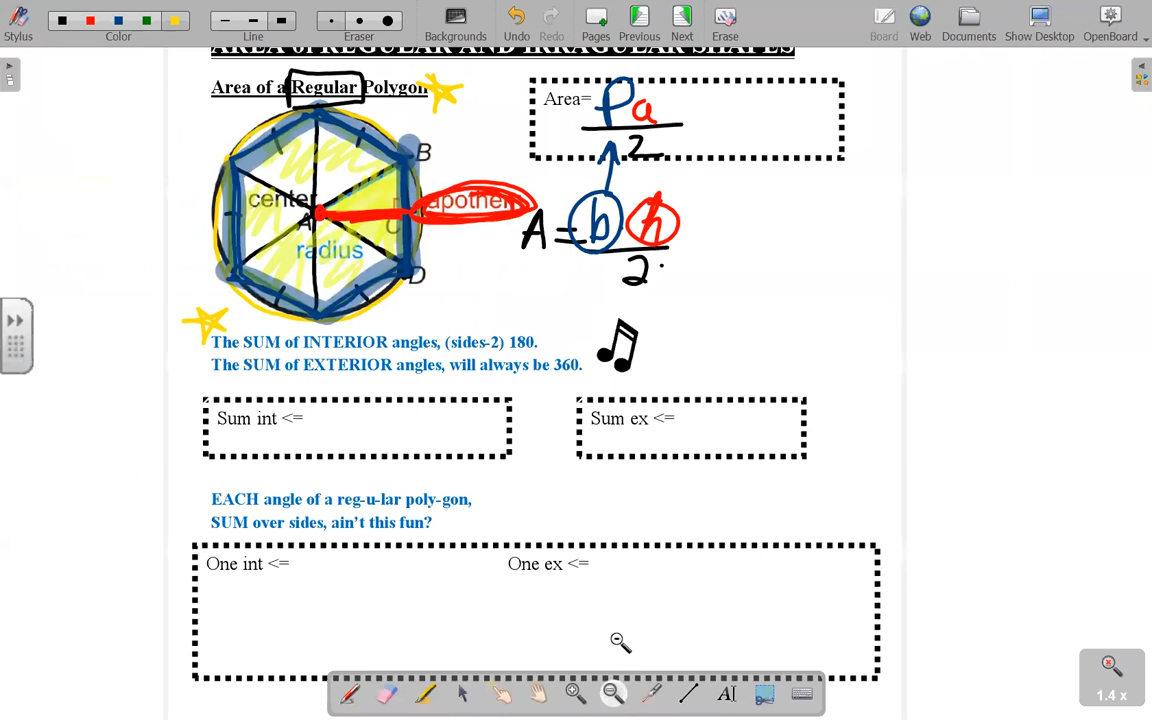 Stylus
Color
Line
Eraser
Backgrounds
Undo
Redo
Pages
Previous
Next
Erase
Board
Web
Documents
Show Desktop
OpenBoard
Area of a Regular Polygon
Area= Pa
2
B
center
apothem
A
C
radius
D
A = b h
2
The SUM of INTERIOR angles, (sides-2) 180.
The SUM of EXTERIOR angles, will always be 360.
Sum int <=
Sum ex <=
EACH angle of a reg-u-lar poly-gon,
SUM over sides, ain't this fun?
One int <=
One ex <=
1.4 x